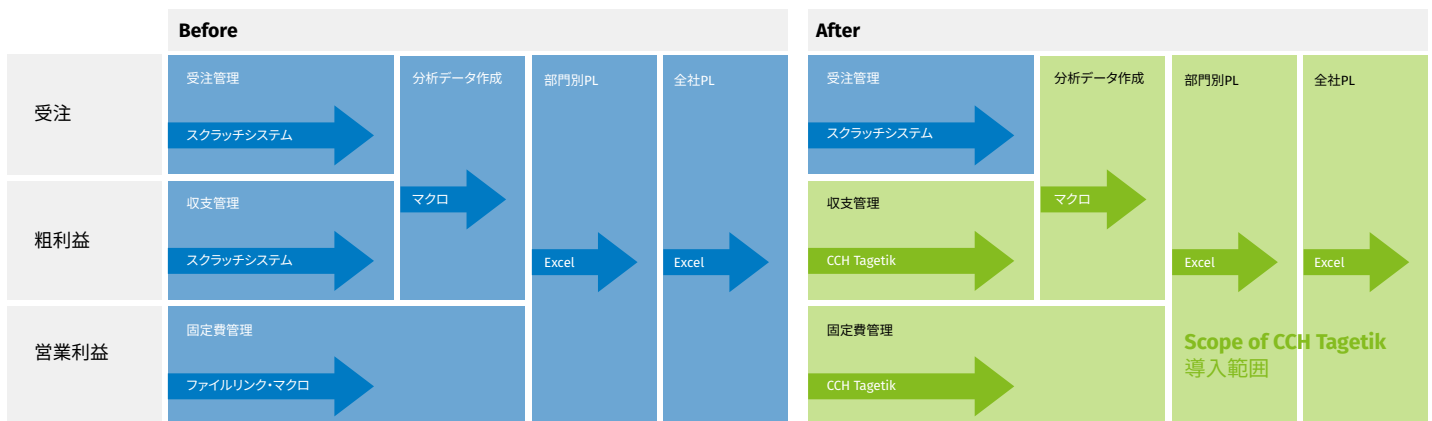 Before
After
受注
受注管理
スクラッチシステム
分析データ作成
マクロ
部門別PL
Excel
全社PL
Excel
粗利益
収支管理
スクラッチシステム
営業利益
固定費管理
ファイルリンク・マクロ
受注管理
スクラッチシステム
分析データ作成
マクロ
部門別PL
Excel
全社PL
Excel
収支管理
CCH Tagetik
固定費管理
CCH Tagetik
Scope of CCH Tagetik
導入範囲